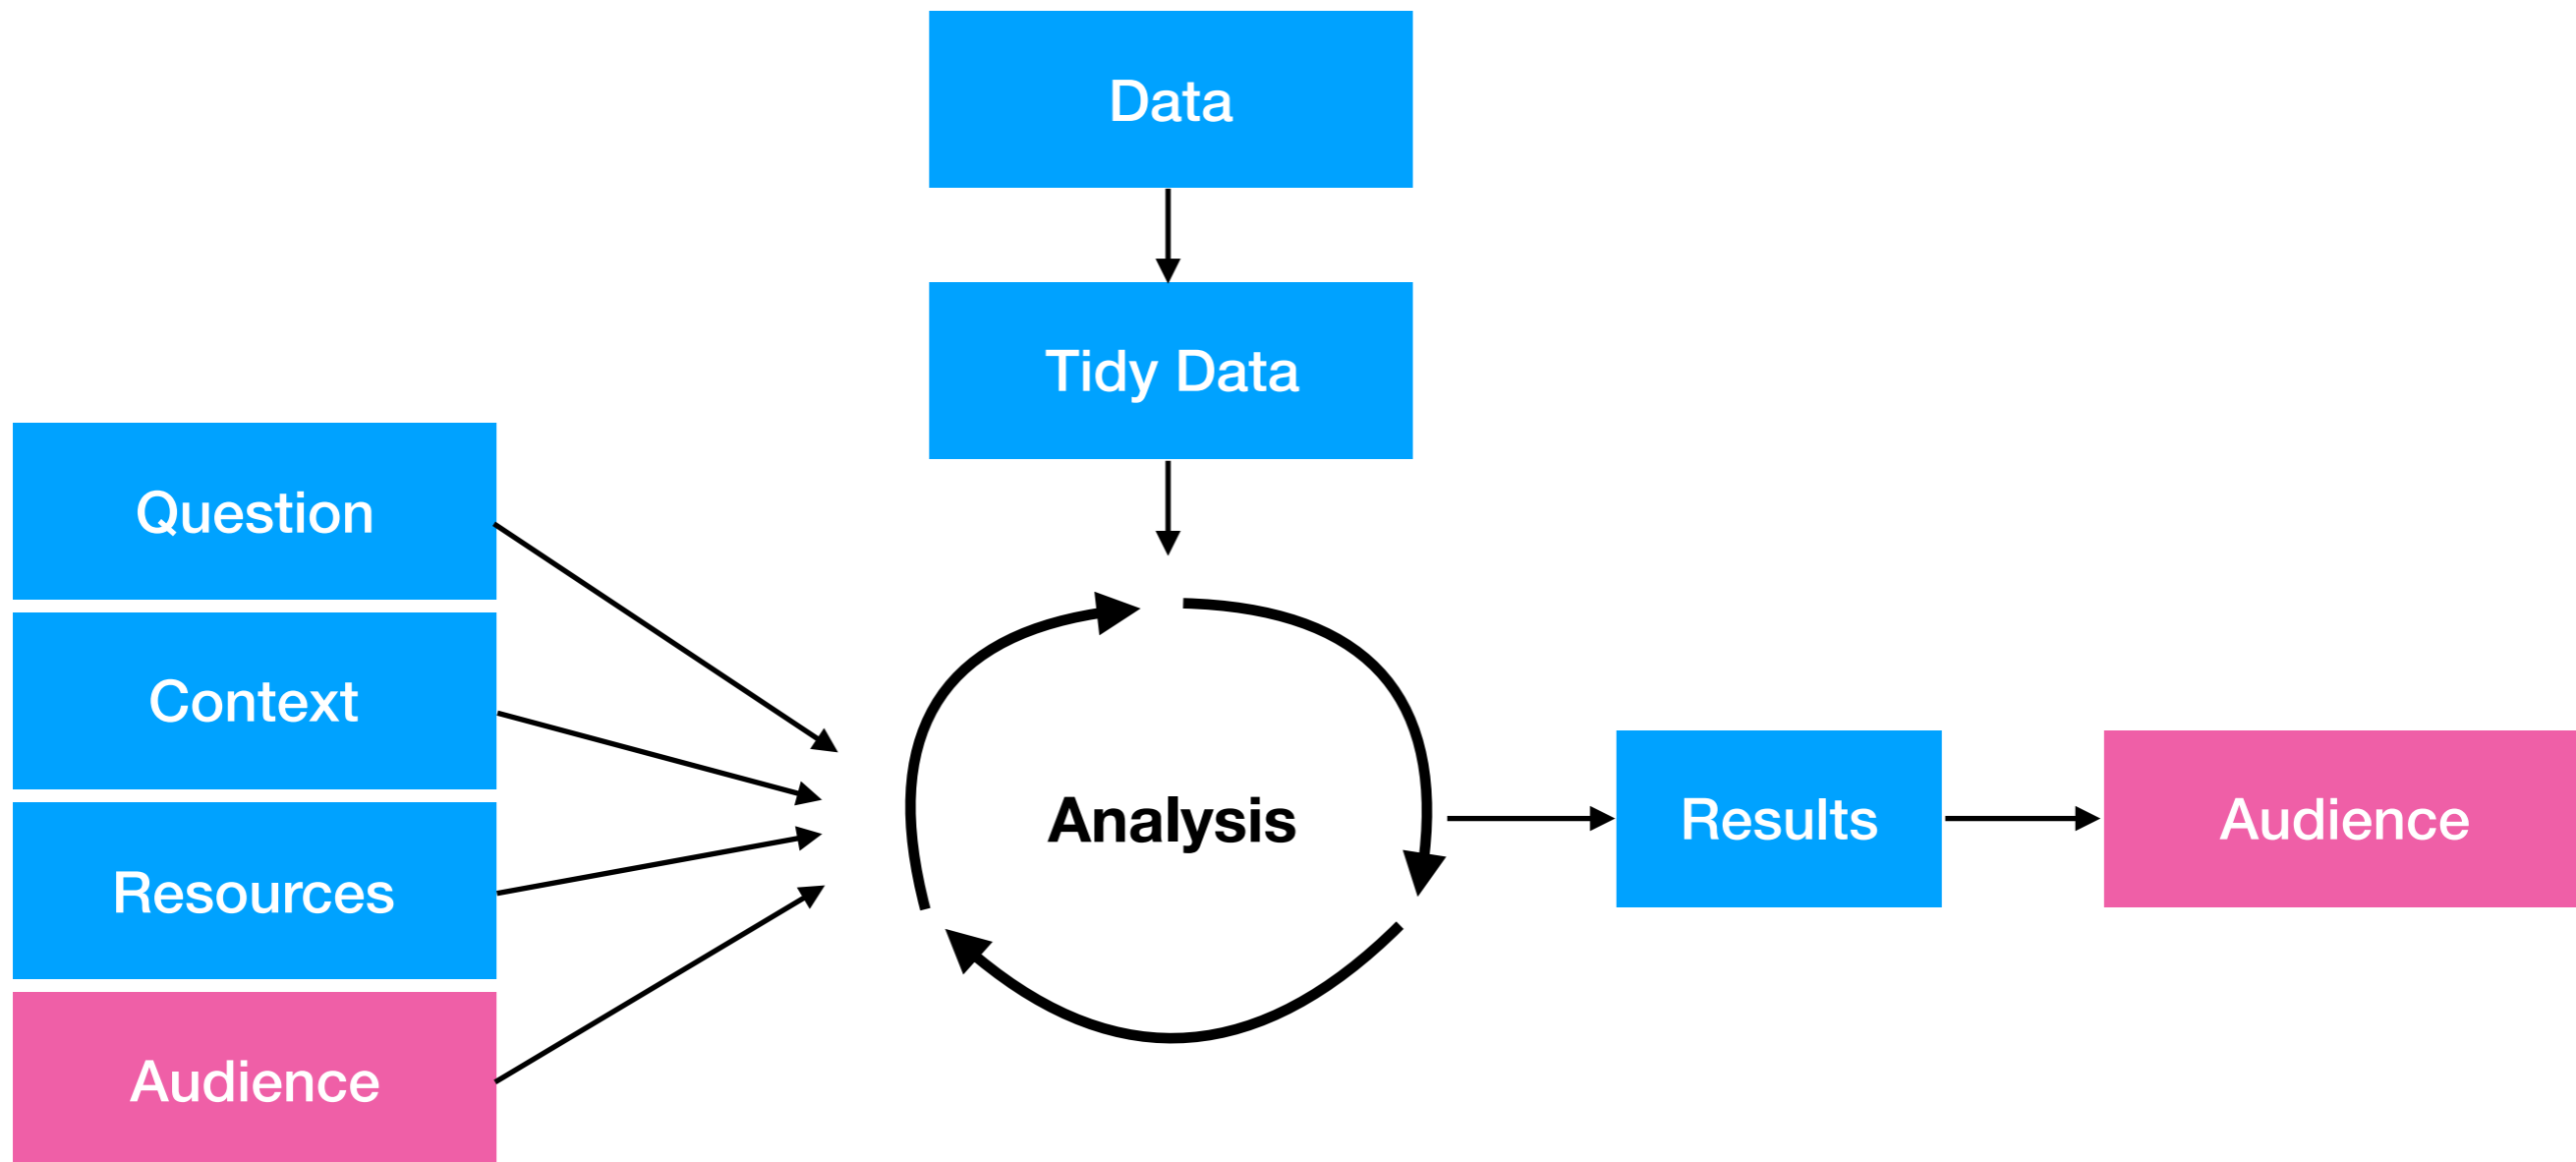 Data
Tidy Data
Question
Context
Resources
Audience
Analysis
Results
Audience